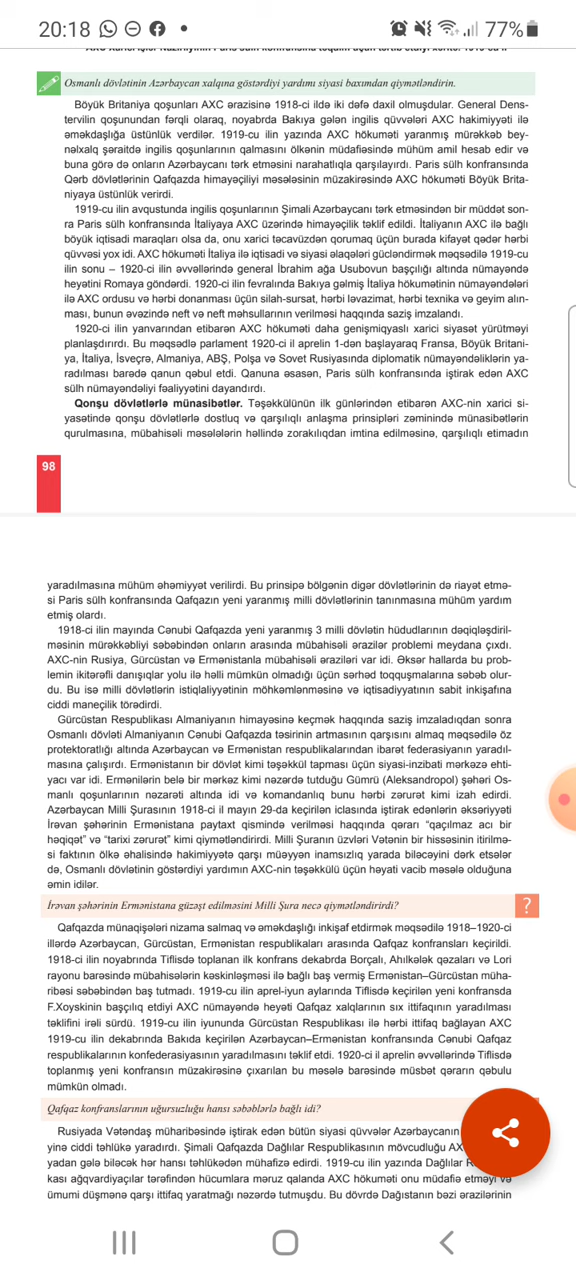 20:18
77%
Osmanlı dövlətinin Azərbaycan xalqına göstərdiyi yardımı siyasi baxımdan qiymətləndirin.
Böyük Britaniya qoşunları AXC ərazisinə 1918-ci ildə iki dəfə daxil olmuşdular. General Dens-
tervilin qoşunundan fərqli olaraq, noyabrda Bakıya gələn ingilis qüvvələri AXC hakimiyyəti ilə
əməkdaşlığa üstünlük verdilər. 1919-cu ilin yazında AXC hökuməti yaranmış mürəkkəb bey-
nəlxalq şəraitdə ingilis qoşunlarının qalmasını ölkənin müdafiəsində mühüm amil hesab edir və
buna görə də onların Azərbaycanı tərk etməsini narahatlıqla qarşılayırdı. Paris sülh konfransında
Qərb dövlətlərinin Qafqazda himayəçiliyi məsələsinin müzakirəsində AXC hökuməti Böyük Brita-
niyaya üstünlük verirdi.
1919-cu ilin avqustunda ingilis qoşunlarının Şimali Azərbaycanı tərk etməsindən bir müddət son-
ra Paris sülh konfransında İtaliyaya AXC üzərində himayəçilik təklif edildi. İtaliyanın AXC ilə bağlı
böyük iqtisadi maraqları olsa da, onu xarici təcavüzdən qorumaq üçün burada kifayət qədər hərbi
qüvvəsi yox idi. AXC hökuməti İtaliya ilə iqtisadi və siyasi əlaqələri gücləndirmək məqsədilə 1919-cu
ilin sonu – 1920-ci ilin əvvəllərində general İbrahim ağa Usubovun başçılığı altında nümayəndə
heyətini Romaya göndərdi. 1920-ci ilin fevralında Bakıya gəlmiş İtaliya hökumətinin nümayəndələri
ilə AXC ordusu və hərbi donanması üçün silah-sursat, hərbi ləvazimat, hərbi texnika və geyim alın-
ması, bunun əvəzində neft və neft məhsullarının verilməsi haqqında saziş imzalandı.
1920-ci ilin yanvarından etibarən AXC hökuməti daha genişmiqyaslı xarici siyasət yürütməyi
planlaşdırırdı. Bu məqsədlə parlament 1920-ci il aprelin 1-dən başlayaraq Fransa, Böyük Britani-
ya, İtaliya, İsveçrə, Almaniya, ABŞ, Polşa və Sovet Rusiyasında diplomatik nümayəndəliklərin ya-
radılması barədə qanun qəbul etdi. Qanuna əsasən, Paris sülh konfransında iştirak edən AXC
sülh nümayəndəliyi fəaliyyətini dayandırdı.
Qonşu dövlətlərlə münasibətlər. Təşəkkülünün ilk günlərindən etibarən AXC-nin xarici si-
yasətində qonşu dövlətlərlə dostluq və qarşılıqlı anlaşma prinsipləri zəminində münasibətlərin
qurulmasına, mübahisəli məsələlərin həllində zorakılıqdan imtina edilməsinə, qarşılıqlı etimadın
98
yaradılmasına mühüm əhəmiyyət verilirdi. Bu prinsipə bölgənin digər dövlətlərinin də riayət etmə-
si Paris sülh konfransında Qafqazın yeni yaranmış milli dövlətlərinin tanınmasına mühüm yardım
etmiş olardı.
1918-ci ilin mayında Cənubi Qafqazda yeni yaranmış 3 milli dövlətin hüdudlarının dəqiqləşdiril-
məsinin mürəkkəbliyi səbəbindən onların arasında mübahisəli ərazilər problemi meydana çıxdı.
AXC-nin Rusiya, Gürcüstan və Ermənistanla mübahisəli əraziləri var idi. Əksər hallarda bu prob-
lemin ikitərəfli danışıqlar yolu ilə həlli mümkün olmadığı üçün sərhəd toqquşmalarına səbəb olur-
du. Bu isə milli dövlətlərin istiqlaliyyətinin möhkəmlənməsinə və iqtisadiyyatının sabit inkişafına
ciddi maneçilik törədirdi.
Gürcüstan Respublikası Almaniyanın himayəsinə keçmək haqqında saziş imzaladıqdan sonra
Osmanlı dövləti Almaniyanın Cənubi Qafqazda təsirinin artmasının qarşısını almaq məqsədilə öz
protektoratlığı altında Azərbaycan və Ermənistan respublikalarından ibarət federasiyanın yaradıl-
masına çalışırdı. Ermənistanın bir dövlət kimi təşəkkül tapması üçün siyasi-inzibati mərkəzə ehti-
yacı var idi. Ermənilərin belə bir mərkəz kimi nəzərdə tutduğu Gümrü (Aleksandropol) şəhəri Os-
manlı qoşunlarının nəzarəti altında idi və komandanlıq bunu hərbi zərurət kimi izah edirdi.
Azərbaycan Milli Şurasının 1918-ci il mayın 29-da keçirilən iclasında iştirak edənlərin əksəriyyəti
İrəvan şəhərinin Ermənistana paytaxt qismində verilməsi haqqında qərarı “qaçılmaz acı bir
həqiqət” və “tarixi zərurət” kimi qiymətləndirirdi. Milli Şuranın üzvləri Vətənin bir hissəsinin itirilmə-
si faktının ölkə əhalisində hakimiyyətə qarşı müəyyən inamsızlıq yarada biləcəyini dərk etsələr
də, Osmanlı dövlətinin göstərdiyi yardımın AXC-nin təşəkkülü üçün həyati vacib məsələ olduğuna
əmin idilər.
İrəvan şəhərinin Ermənistana güzəşt edilməsini Milli Şura necə qiymətləndirirdi?
?
Qafqazda münaqişələri nizama salmaq və əməkdaşlığı inkişaf etdirmək məqsədilə 1918–1920-ci
illərdə Azərbaycan, Gürcüstan, Ermənistan respublikaları arasında Qafqaz konfransları keçirildi.
1918-ci ilin noyabrında Tiflisdə toplanan ilk konfrans dekabrda Borçalı, Ahılkələk qəzaları və Lori
rayonu barəsində mübahisələrin kəskinləşməsi ilə bağlı baş vermiş Ermənistan–Gürcüstan müha-
ribəsi səbəbindən baş tutmadı. 1919-cu ilin aprel-iyun aylarında Tiflisdə keçirilən yeni konfransda
F.Xoyskinin başçılıq etdiyi AXC nümayəndə heyəti Qafqaz xalqlarının sıx ittifaqının yaradılması
təklifini irəli sürdü. 1919-cu ilin iyununda Gürcüstan Respublikası ilə hərbi ittifaq bağlayan AXC
1919-cu ilin dekabrında Bakıda keçirilən Azərbaycan–Ermənistan konfransında Cənubi Qafqaz
respublikalarının konfederasiyasının yaradılmasını təklif etdi. 1920-ci il aprelin əvvəllərində Tiflisdə
toplanmış yeni konfransın müzakirəsinə çıxarılan bu məsələ barəsində müsbət qərarın qəbulu
mümkün olmadı.
Qafqaz konfranslarının uğursuzluğu hansı səbəblərlə bağlı idi?
Rusiyada Vətəndaş müharibəsində iştirak edən bütün siyasi qüvvələr Azərbaycanın
yinə ciddi təhlükə yaradırdı. Şimali Qafqazda Dağlılar Respublikasının mövcudluğu AX
yadan gələ biləcək hər hansı təhlükədən mühafizə edirdi. 1919-cu ilin yazında Dağlılar R
kası ağqvardiyaçılar tərəfindən hücumlara məruz qalanda AXC hökuməti onu müdafiə etməyi və
ümumi düşmənə qarşı ittifaq yaratmağı nəzərdə tutmuşdu. Bu dövrdə Dağıstanın bəzi ərazilərinin